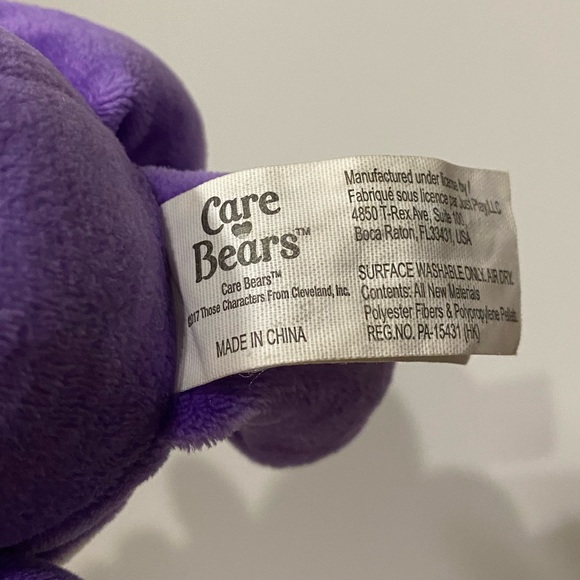 Care
Bears™
Care Bears™
©2017 Those Characters From Cleveland, Inc.
MADE IN CHINA
Manufactured under license by/
Fabriqué sous licence par Just Play, LLC
4850 T-Rex Ave, Suite 100,
Boca Raton, FL33431, USA
SURFACE WASHABLE ONLY. AIR DRY.
Contents: All New Materials
Polyester Fibers & Polypropylene Pellets
REG.NO. PA-15431 (HK)